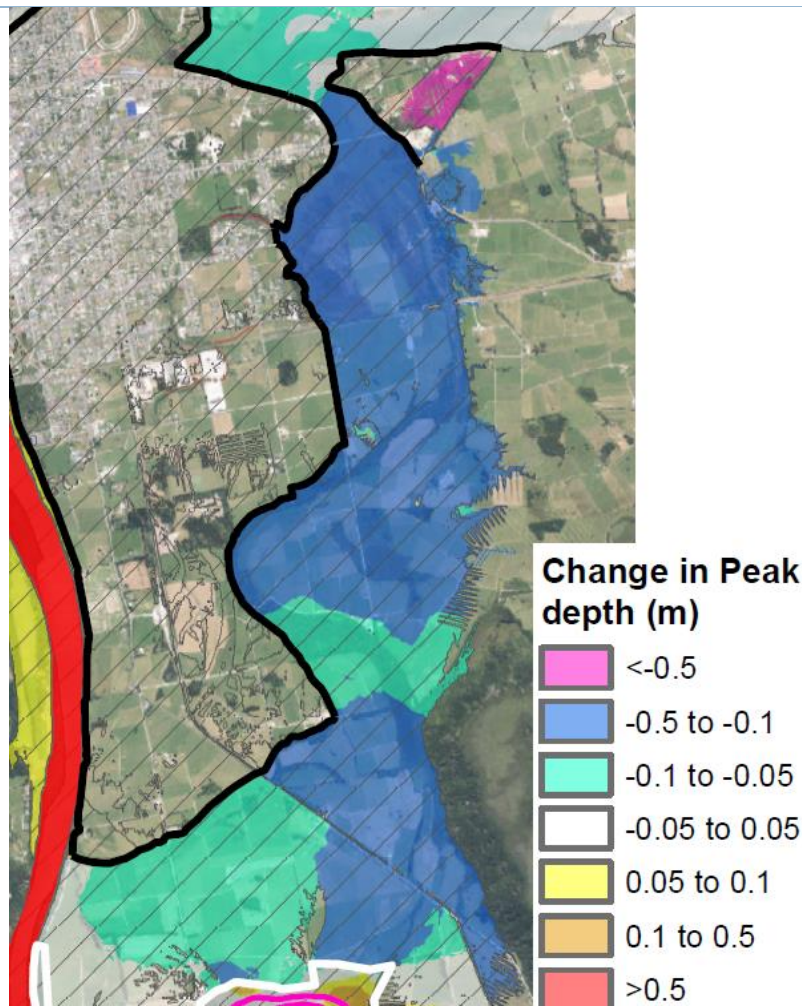 Change in Peak
depth (m)
<-0.5
-0.5 to -0.1
-0.1 to -0.05
-0.05 to 0.05
0.05 to 0.1
0.1 to 0.5
>0.5